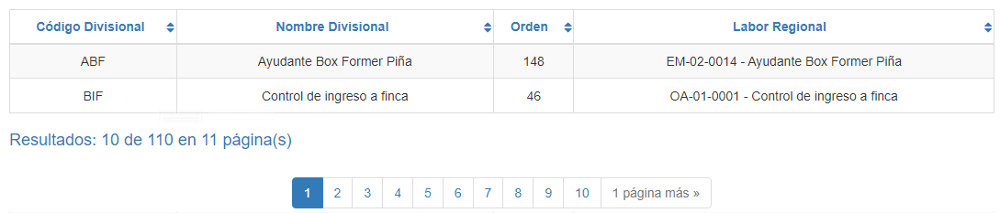 Código Divisional Nombre Divisional Orden Labor Regional
ABF Ayudante Box Former Piña 148 EM-02-0014 - Ayudante Box Former Piña
BIF Control de ingreso a finca 46 OA-01-0001 - Control de ingreso a finca
Resultados: 10 de 110 en 11 página(s)
1 2 3 4 5 6 7 8 9 10 1 página más »